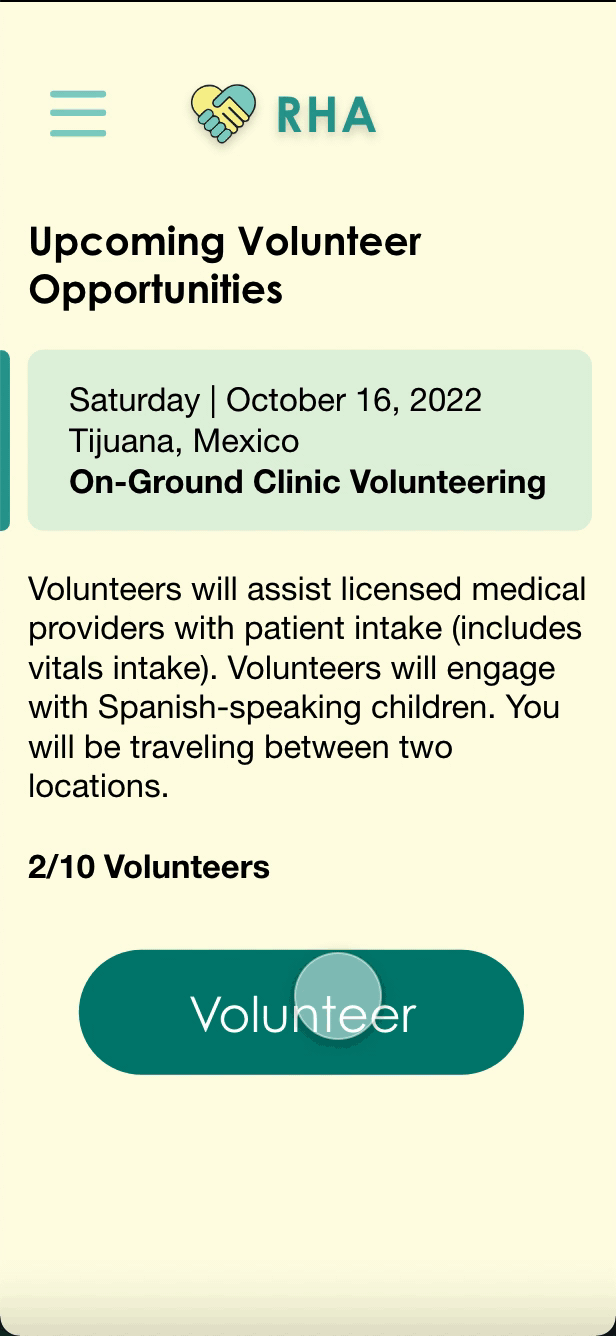 RHA
Upcoming Volunteer
Opportunities
Saturday | October 16, 2022
Tijuana, Mexico
On-Ground Clinic Volunteering
Volunteers will assist licensed medical
providers with patient intake (includes
vitals intake). Volunteers will engage
with Spanish-speaking children. You
will be traveling between two
locations.
2/10 Volunteers
Volunteer